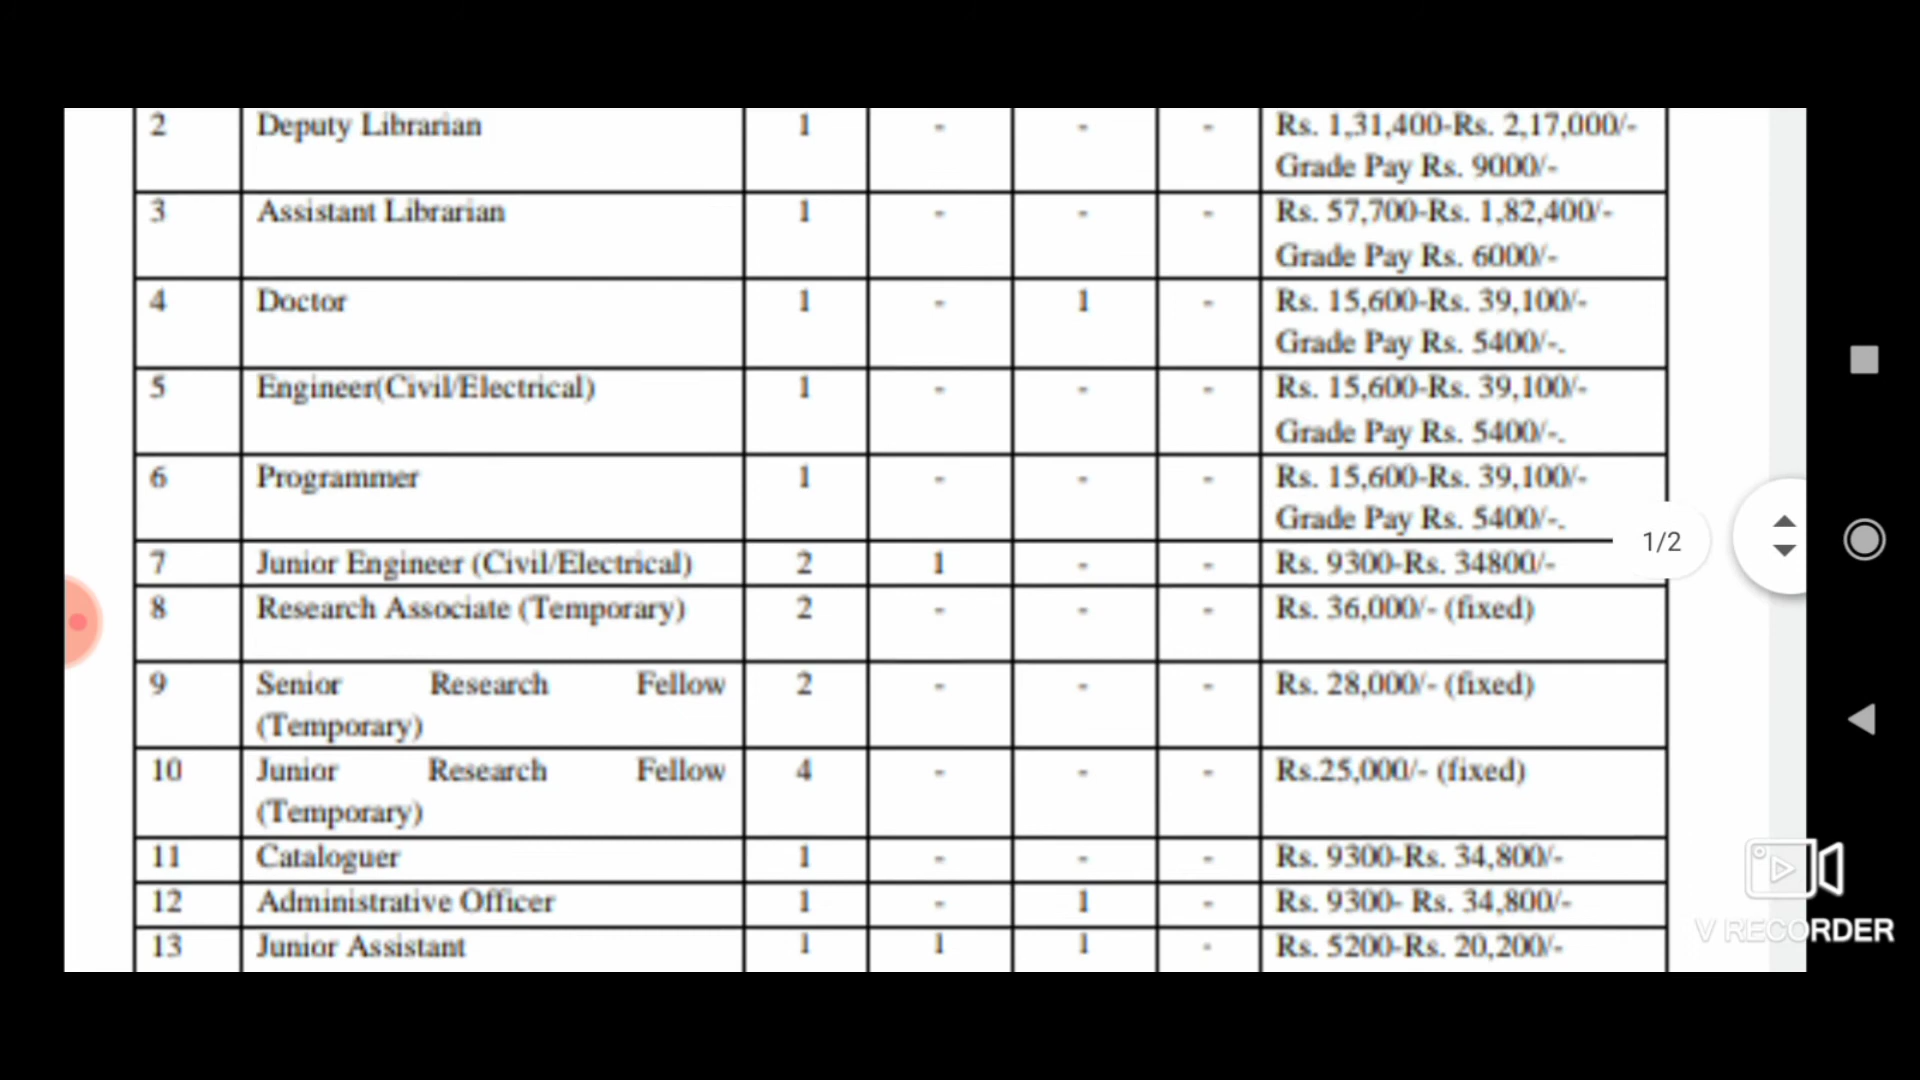 2 Deputy Librarian 1 - - - Rs. 1,31,400-Rs. 2,17,000/-
Grade Pay Rs. 9000/-
3 Assistant Librarian 1 - - - Rs. 57,700-Rs. 1,82,400/-
Grade Pay Rs. 6000/-
4 Doctor 1 - 1 - Rs. 15,600-Rs. 39,100/-
Grade Pay Rs. 5400/-.
5 Engineer(Civil/Electrical) 1 - - - Rs. 15,600-Rs. 39,100/-
Grade Pay Rs. 5400/-.
6 Programmer 1 - - - Rs. 15,600-Rs. 39,100/-
Grade Pay Rs. 5400/-.
1/2
7 Junior Engineer (Civil/Electrical) 2 1 - - Rs. 9300-Rs. 34800/-
8 Research Associate (Temporary) 2 - - - Rs. 36,000/- (fixed)
9 Senior Research Fellow 2 - - - Rs. 28,000/- (fixed)
(Temporary)
10 Junior Research Fellow 4 - - - Rs.25,000/- (fixed)
(Temporary)
11 Cataloguer 1 - - - Rs. 9300-Rs. 34,800/-
12 Administrative Officer 1 - 1 - Rs. 9300- Rs. 34,800/-
V RECORDER
13 Junior Assistant 1 1 1 - Rs. 5200-Rs. 20,200/-